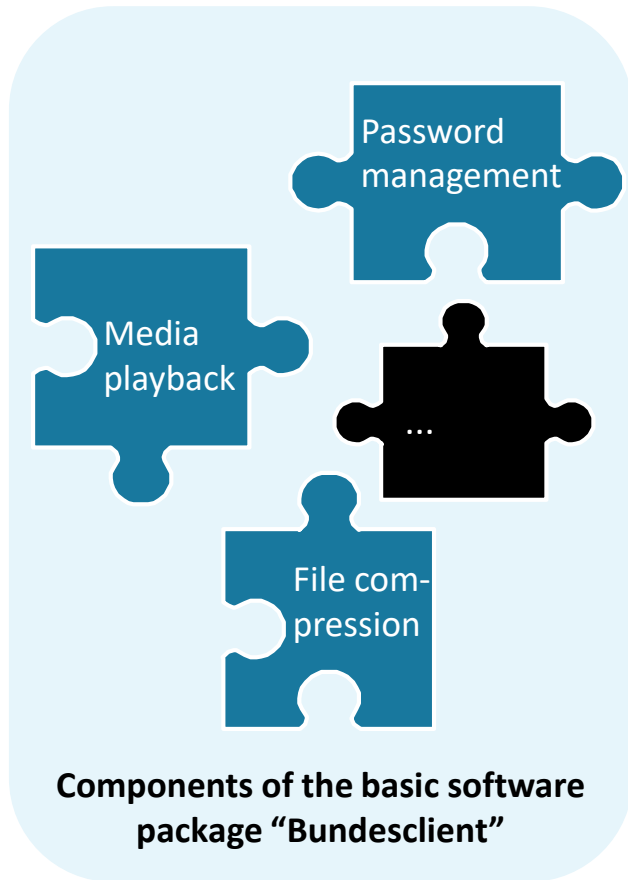 Password
management
Media
playback
...
File com-
pression
Components of the basic software
package “Bundesclient”